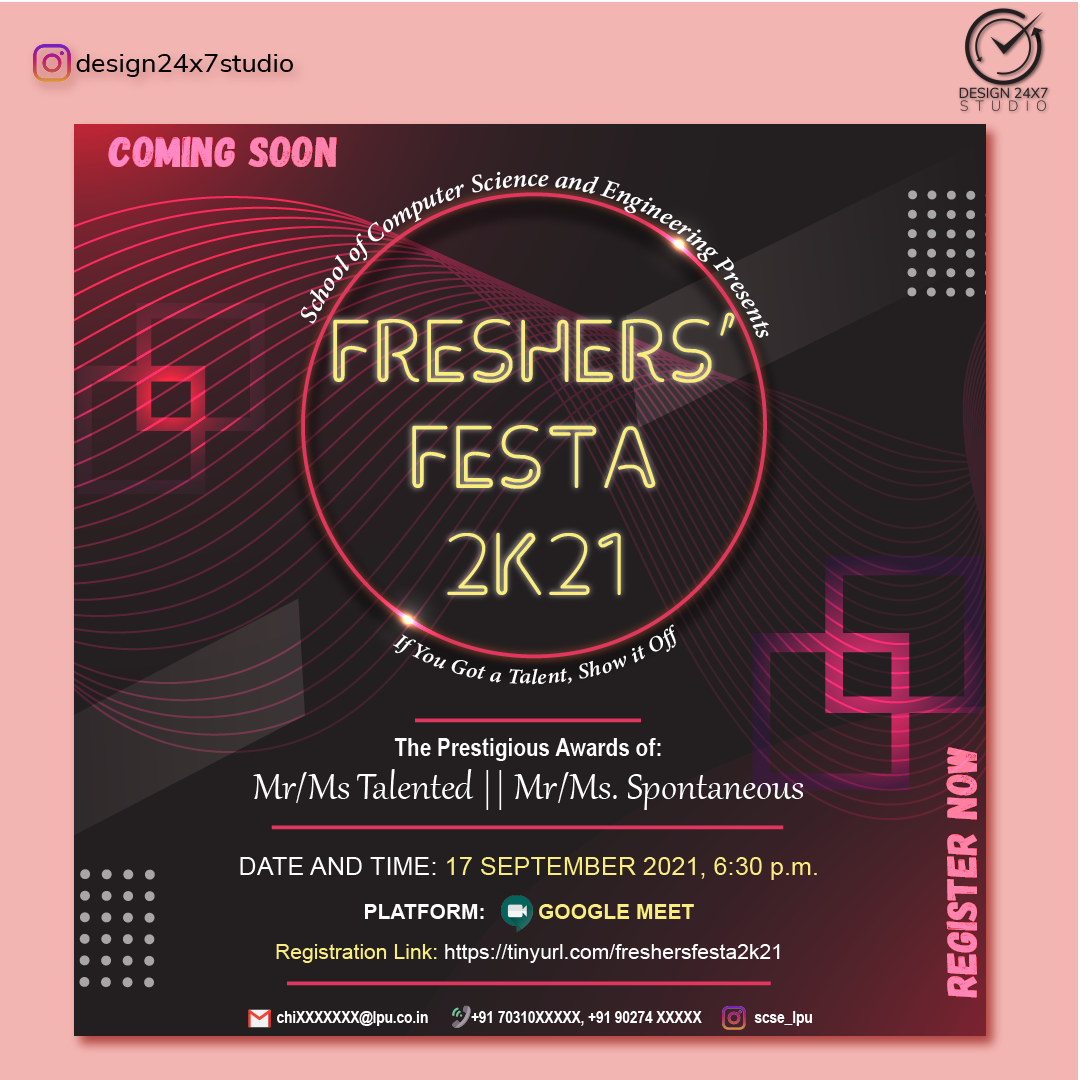 design24x7studio
DESIGN 24X7
STUDIO
COMING SOON
School of Computer Science and Engineering Presents
FRESHERS'
FESTA
2K21
If You Got a Talent, Show it Off
The Prestigious Awards of:
Mr/Ms Talented || Mr/Ms. Spontaneous
DATE AND TIME: 17 SEPTEMBER 2021, 6:30 p.m.
PLATFORM: GOOGLE MEET
Registration Link: https://tinyurl.com/freshersfesta2k21
REGISTER NOW
chiXXXXXXX@lpu.co.in +91 70310XXXXX, +91 90274 XXXXX scse_lpu